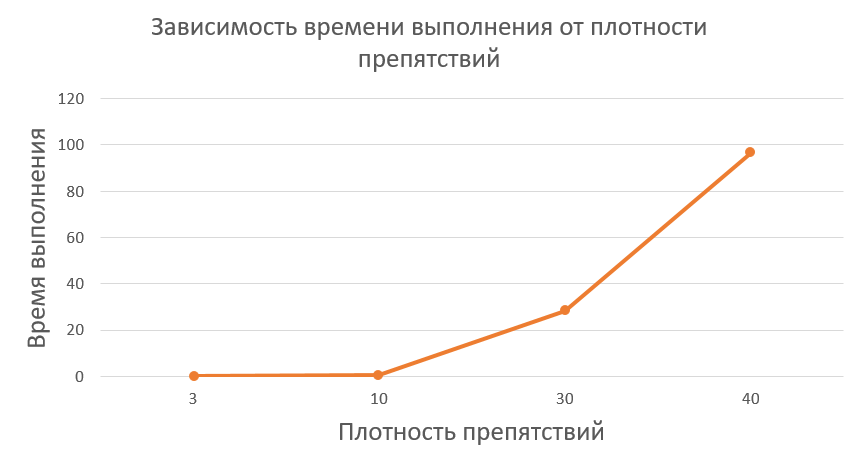 Зависимость времени выполнения от плотности
препятствий
120
100
80
60
40
20
0
Время выполнения
3 10 30 40
Плотность препятствий